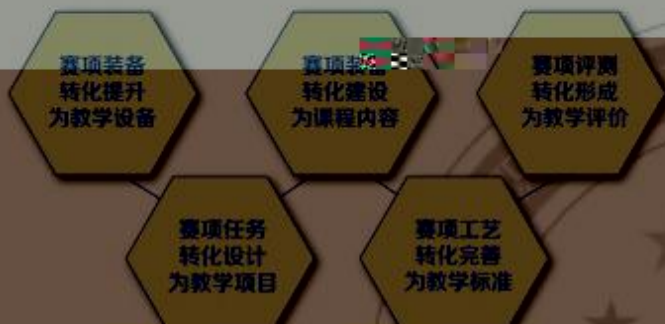 赛项装备
转化提升
为教学设备
赛项装
转化建设
为课程内容
赛项评测
转化形成
为教学评价
赛项任务
转化设计
为教学项目
赛项工艺
转化完善
为教学标准